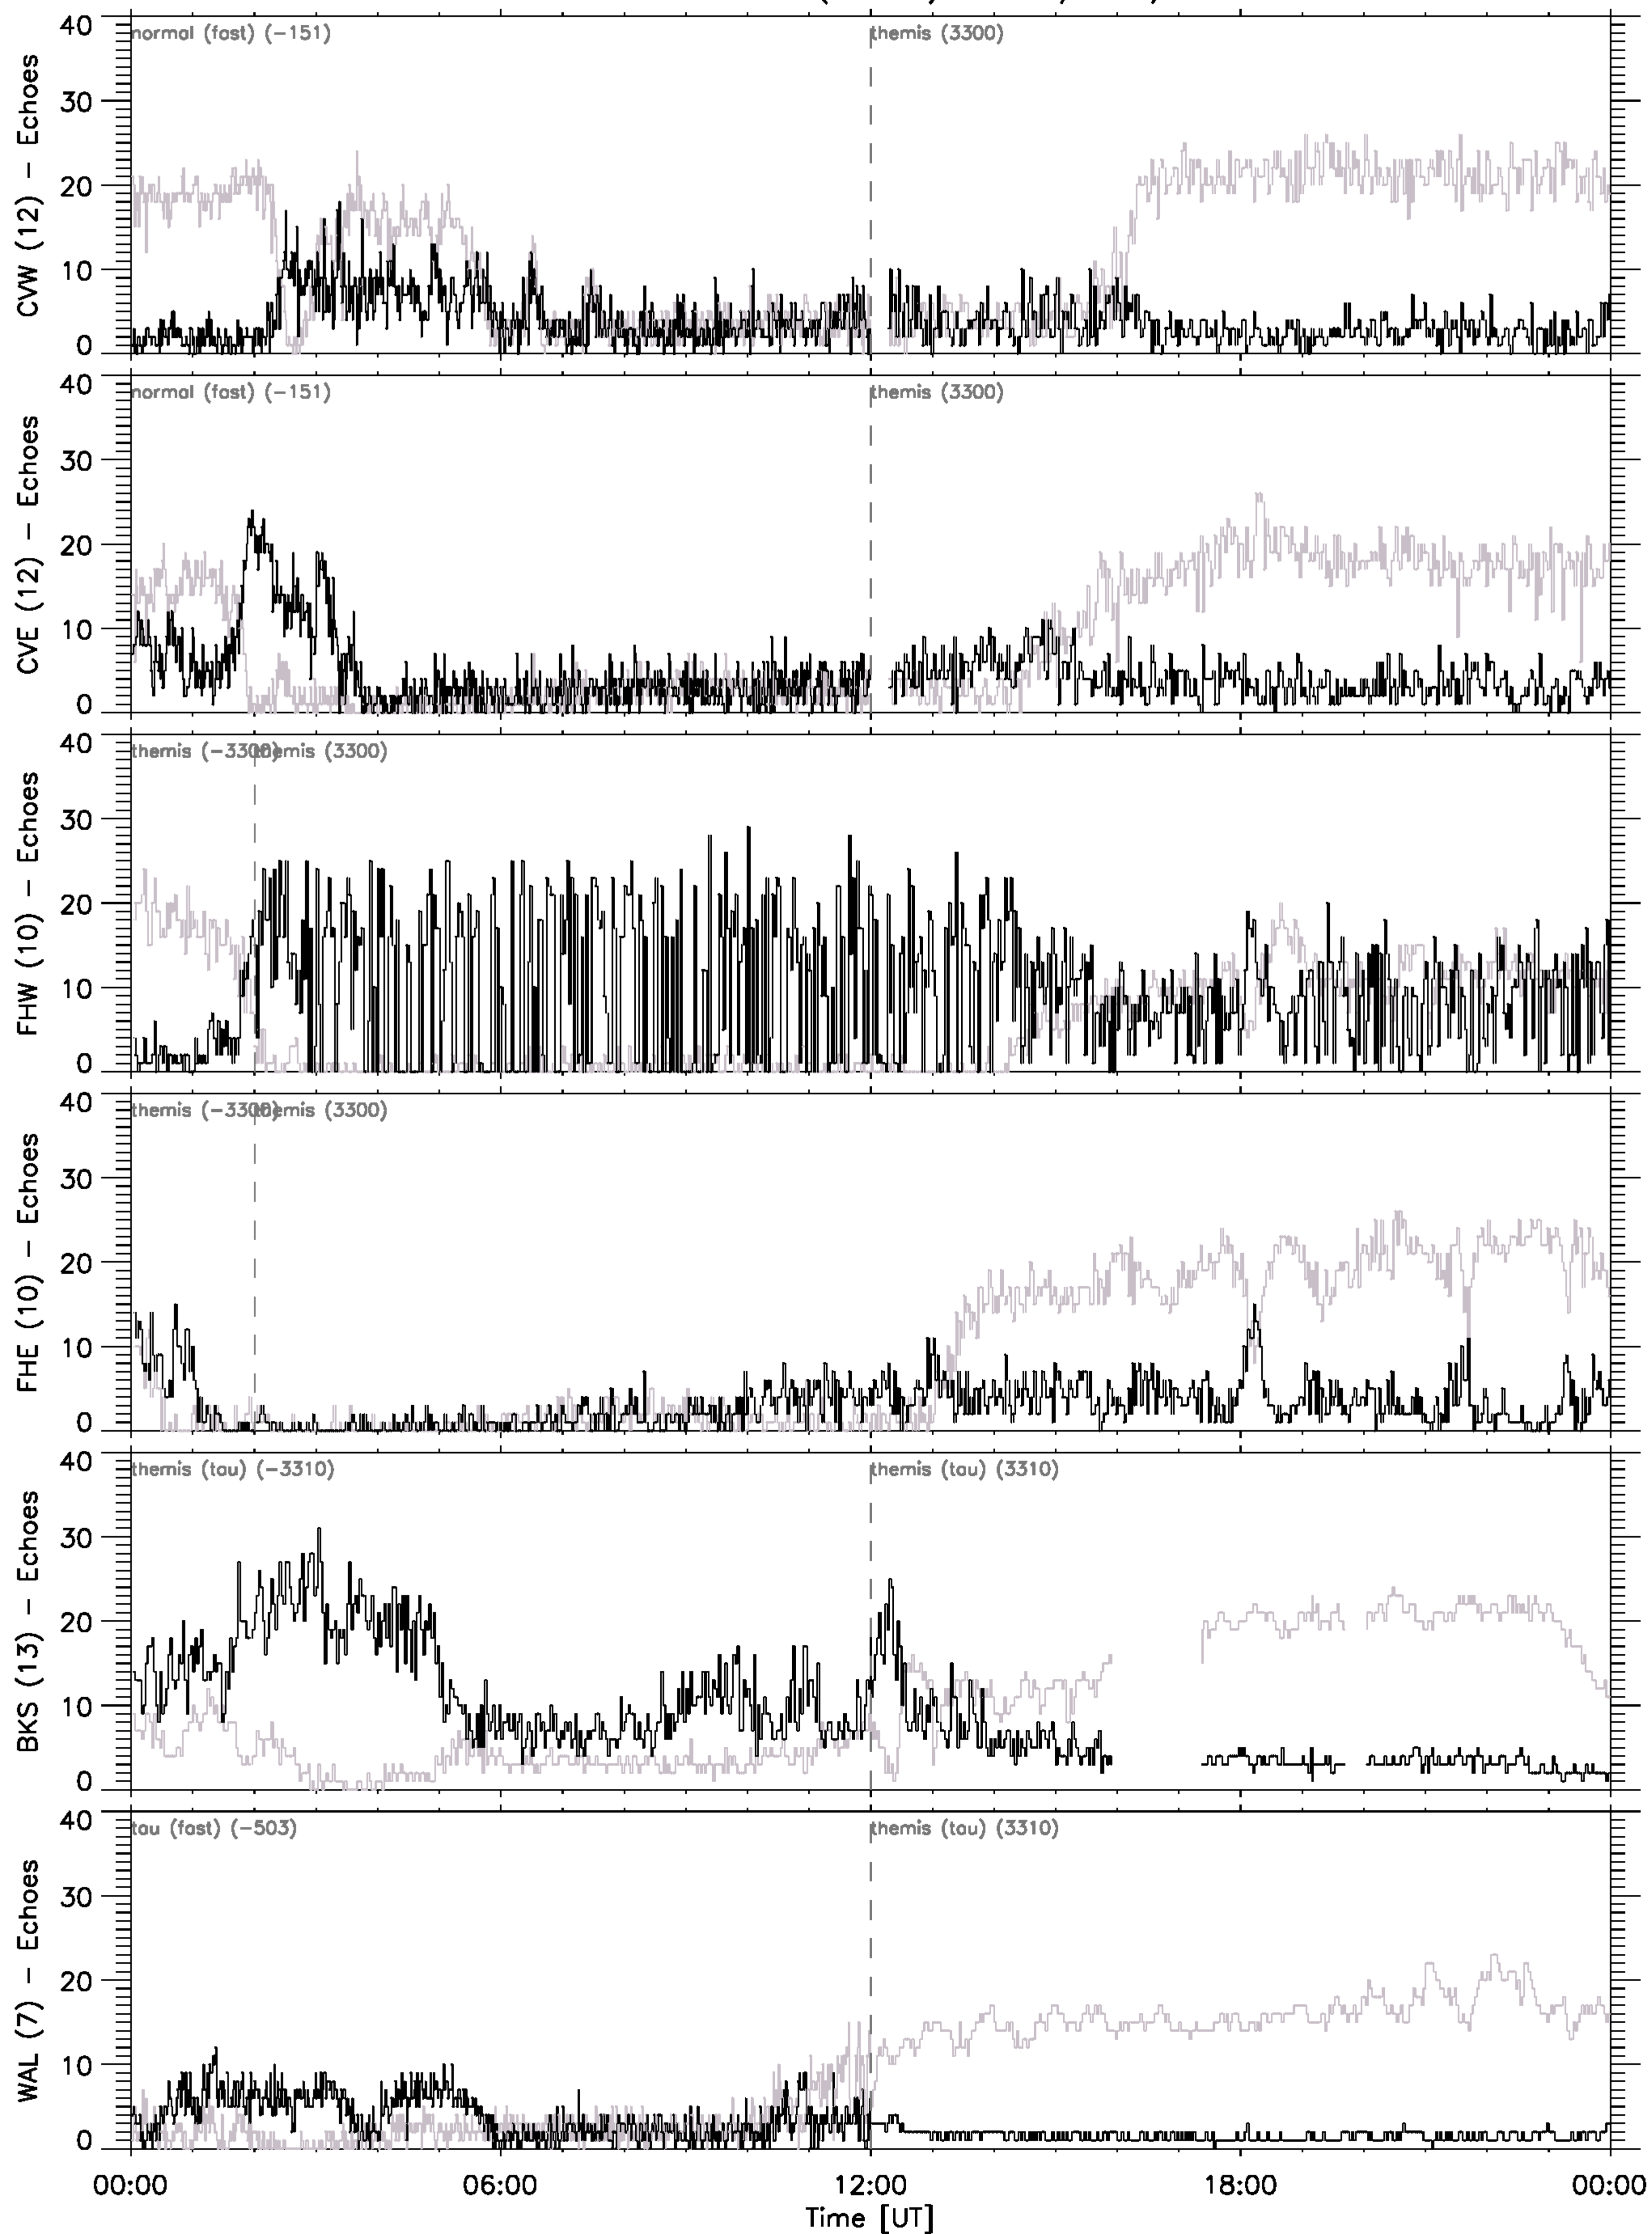 40 normal (fast) (-151) themis (3300)
30
20
10
0
CVW (12) - Echoes
40 normal (fast) (-151) themis (3300)
30
20
10
0
CVE (12) - Echoes
40 themis (-3300) themis (3300)
30
20
10
0
FHW (10) - Echoes
40 themis (-3300) themis (3300)
30
20
10
0
FHE (10) - Echoes
40 themis (tau) (-3310) themis (tau) (3310)
30
20
10
0
BKS (13) - Echoes
40 tau (fast) (-503) themis (tau) (3310)
30
20
10
0
WAL (7) - Echoes
00:00 06:00 12:00 18:00 00:00
Time [UT]